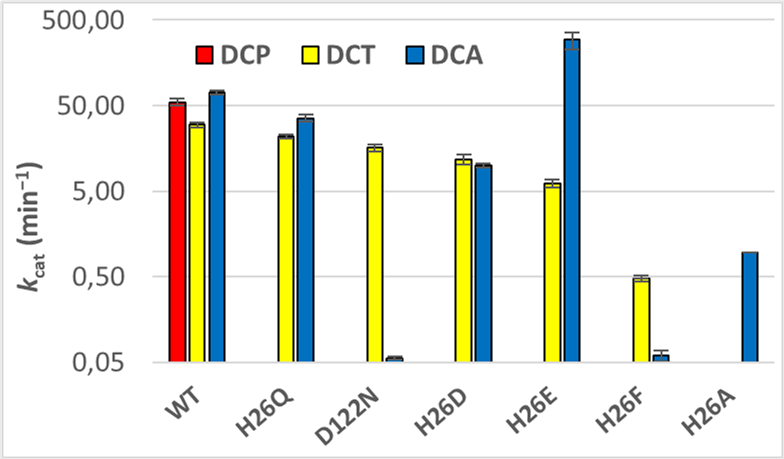 500,00
DCP DCT DCA
50,00
5,00
0,50
0,05
kcat (min⁻¹)
WT H26Q D122N H26D H26E H26F H26A